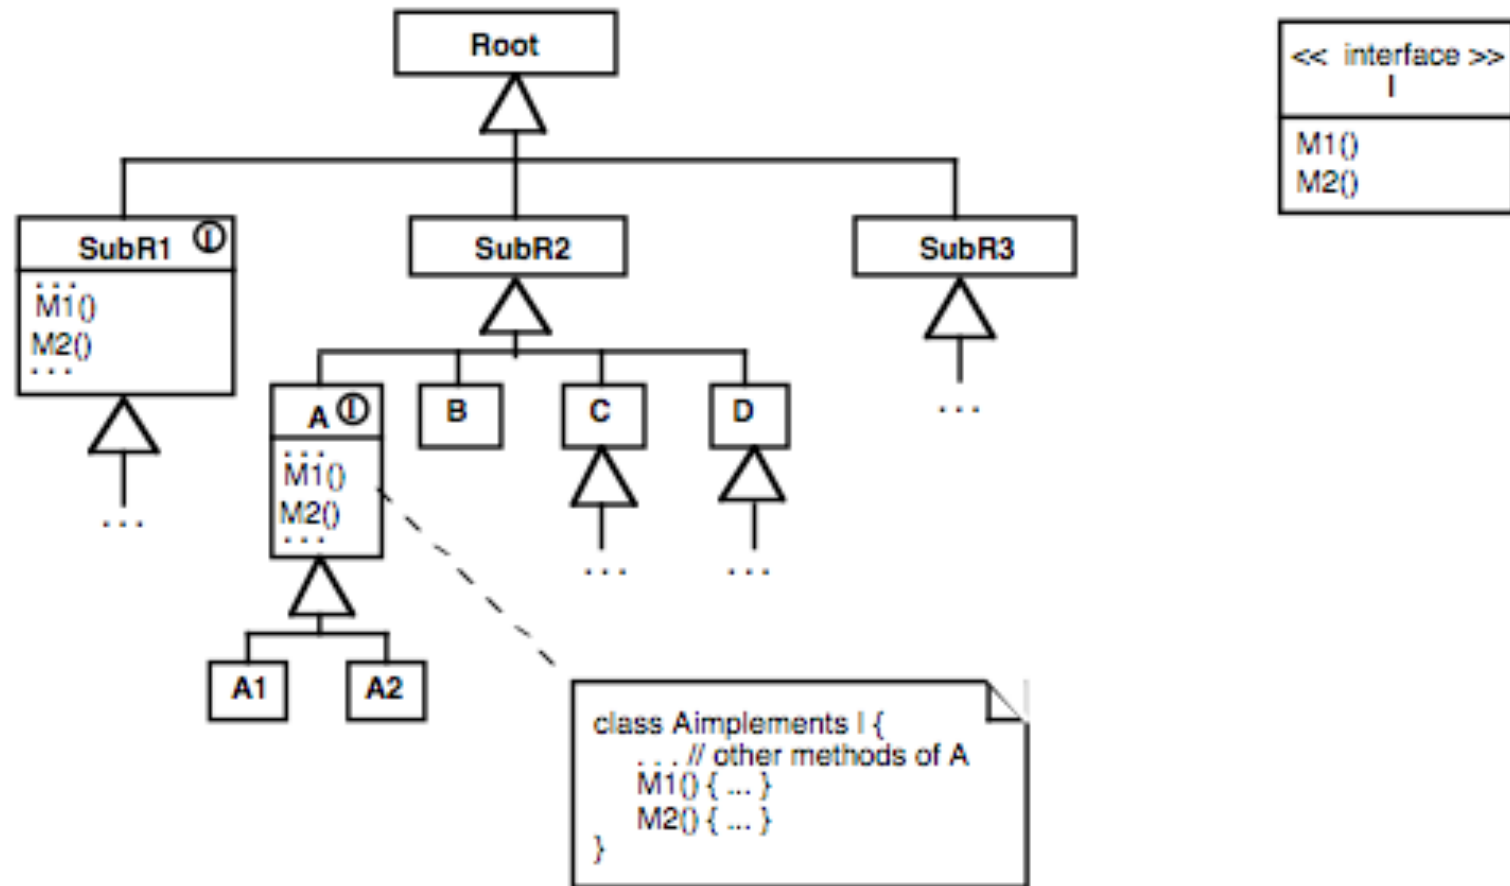 Root
<< interface >>
I
M1()
M2()
SubR1 I
. . .
M1()
M2()
. . .
SubR2
SubR3
A I
. . .
M1()
M2()
. . .
B
C
D
. . .
. . .
. . .
. . .
A1
A2
class Aimplements I {
. . . // other methods of A
M1() { ... }
M2() { ... }
}